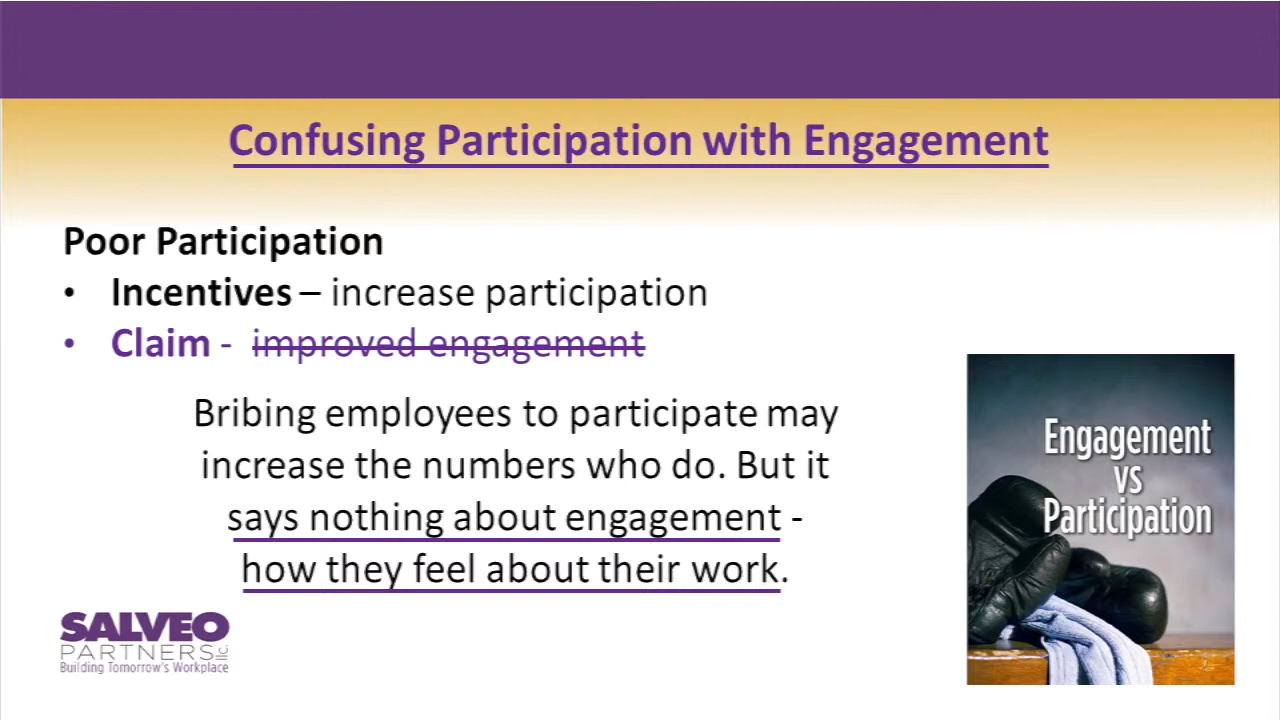 Confusing Participation with Engagement
Poor Participation
• Incentives – increase participation
• Claim - improved engagement
Bribing employees to participate may
increase the numbers who do. But it
says nothing about engagement -
how they feel about their work.
Engagement
vs
Participation
SALVEO
PARTNERS LLC
Building Tomorrow's Workplace